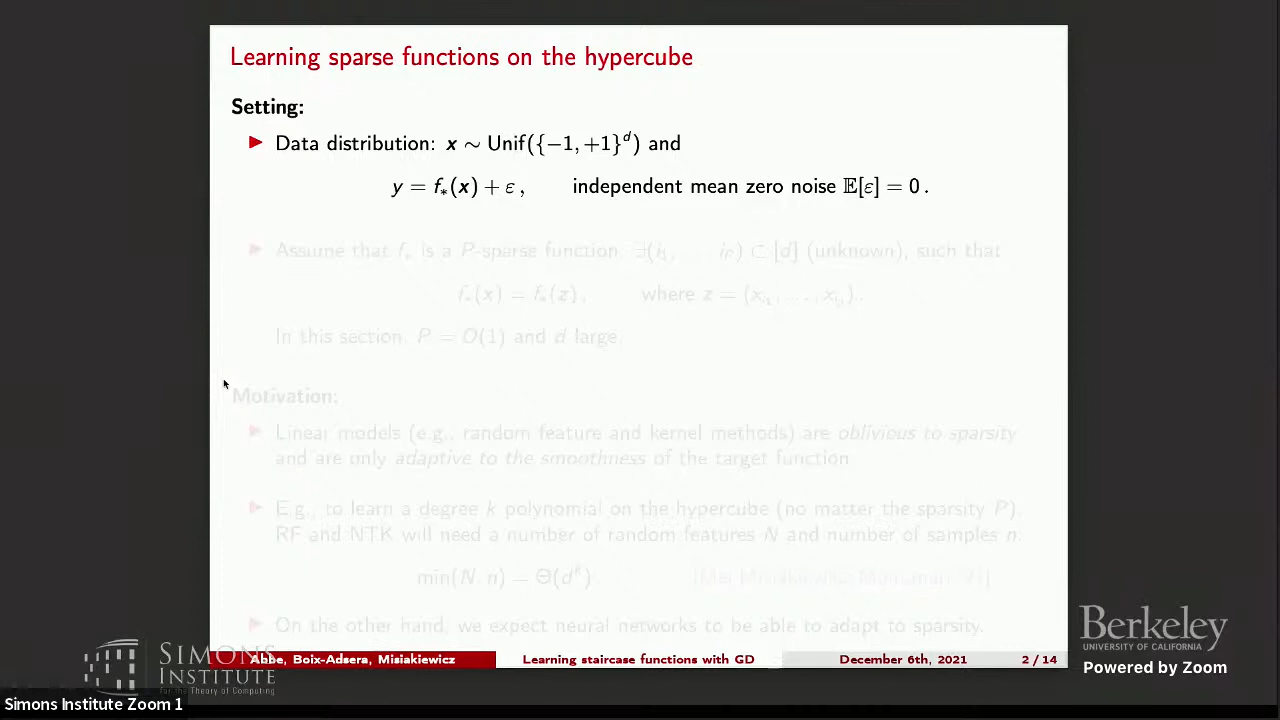 Learning sparse functions on the hypercube
Setting:
▶ Data distribution: x ∼ Unif({−1, +1}^d) and
y = f_*(x) + ε , independent mean zero noise 𝔼[ε] = 0 .
▶ Assume that f_* is a P-sparse function: ∃(i_1, . . . , i_P) ⊂ [d] (unknown), such that
f_*(x) = f_*(z) , where z = (x_{i_1}, . . . , x_{i_P}) .
In this section, P = O(1) and d large.
Motivation:
▶ Linear models (e.g., random feature and kernel methods) are oblivious to sparsity
and are only adaptive to the smoothness of the target function.
▶ E.g., to learn a degree k polynomial on the hypercube (no matter the sparsity P),
RF and NTK will need a number of random features N and number of samples n:
min(N, n) = Θ(d^k)
▶ On the other hand, we expect neural networks to be able to adapt to sparsity.
Abbe, Boix-Adsera, Misiakiewicz Learning staircase functions with GD December 6th, 2021 2 / 14
SIMONS
INSTITUTE
for the Theory of Computing
Berkeley
UNIVERSITY OF CALIFORNIA
Powered by Zoom
Simons Institute Zoom 1